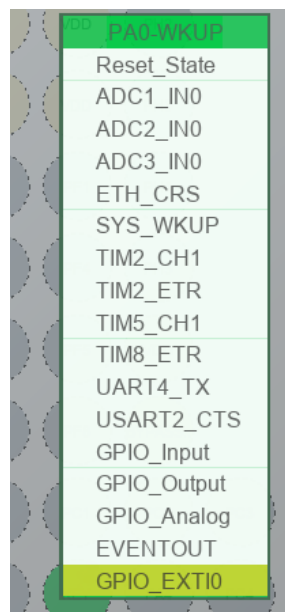 VDD
PA0-WKUP
Reset_State
ADC1_IN0
ADC2_IN0
ADC3_IN0
ETH_CRS
SYS_WKUP
TIM2_CH1
TIM2_ETR
TIM5_CH1
TIM8_ETR
UART4_TX
USART2_CTS
GPIO_Input
GPIO_Output
GPIO_Analog
EVENTOUT
GPIO_EXTI0